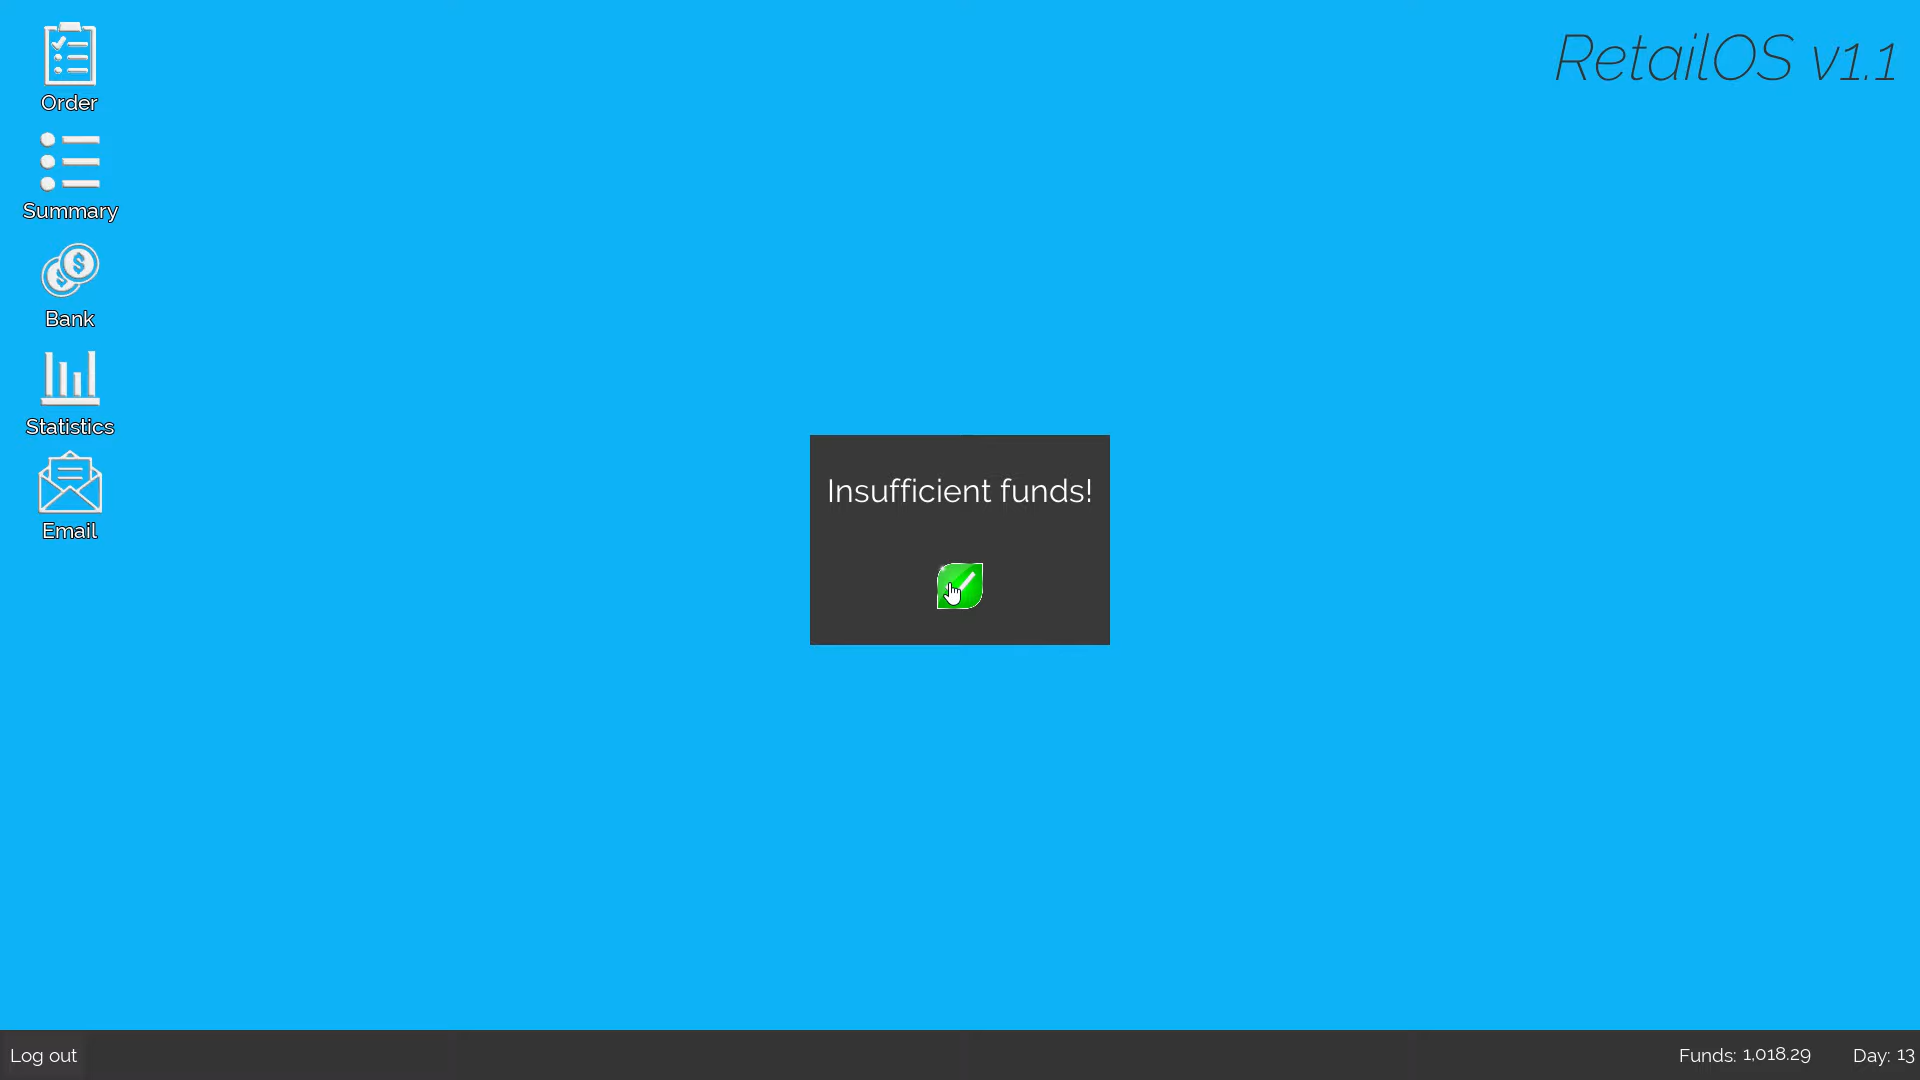 RetailOS v1.1
Order
Summary
Bank
Statistics
Email
Insufficient funds!
Log out
Funds: 1,018.29
Day: 13